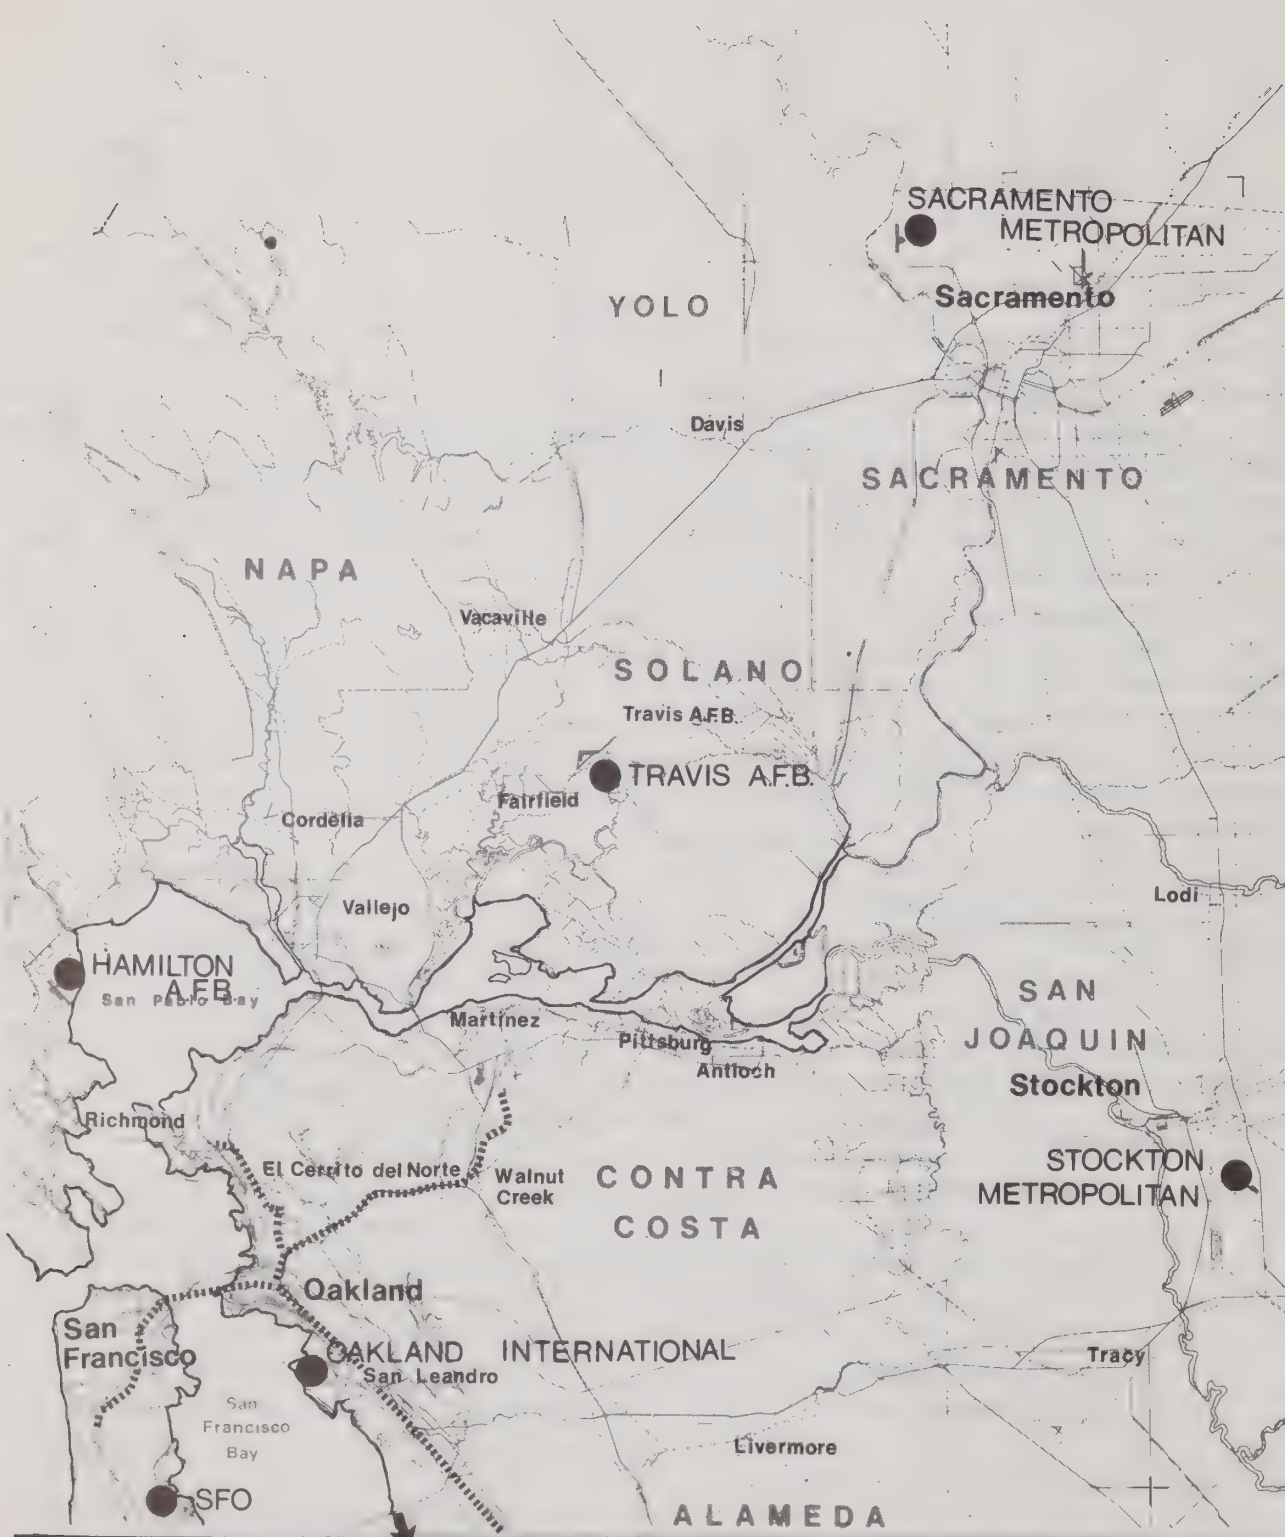 SACRAMENTO
METROPOLITAN
Sacramento
YOLO
Davis
SACRAMENTO
NAPA
Vacaville
SOLANO
Travis A.F.B.
TRAVIS A.F.B.
Fairfield
Cordelia
Lodi
Vallejo
HAMILTON
A.F.B.
San Pablo Bay
SAN
JOAQUIN
Martinez
Pittsburg
Antioch
Stockton
Richmond
El Cerrito del Norte
Walnut
Creek
CONTRA
COSTA
STOCKTON
METROPOLITAN
Oakland
San
Francisco
OAKLAND INTERNATIONAL
San Leandro
Tracy
San
Francisco
Bay
Livermore
SFO
ALAMEDA